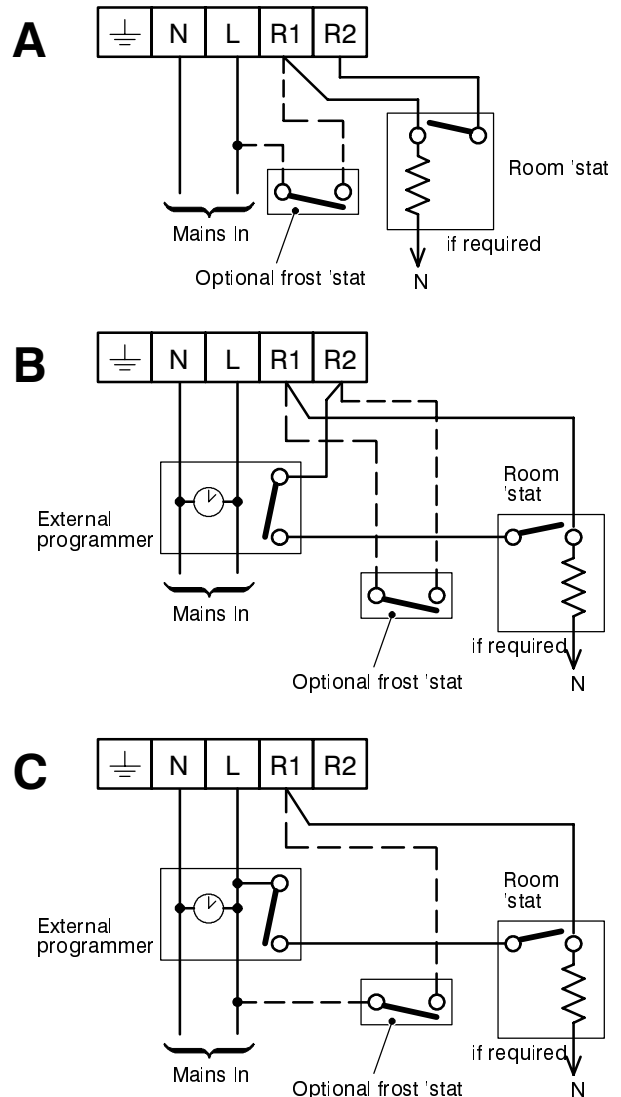 A
N L R1 R2
Room 'stat
Mains In
if required
Optional frost 'stat
N
B
N L R1 R2
Room
'stat
External
programmer
Mains In
if required
Optional frost 'stat
N
C
N L R1 R2
Room
'stat
External
programmer
if required
Mains In
Optional frost 'stat
N